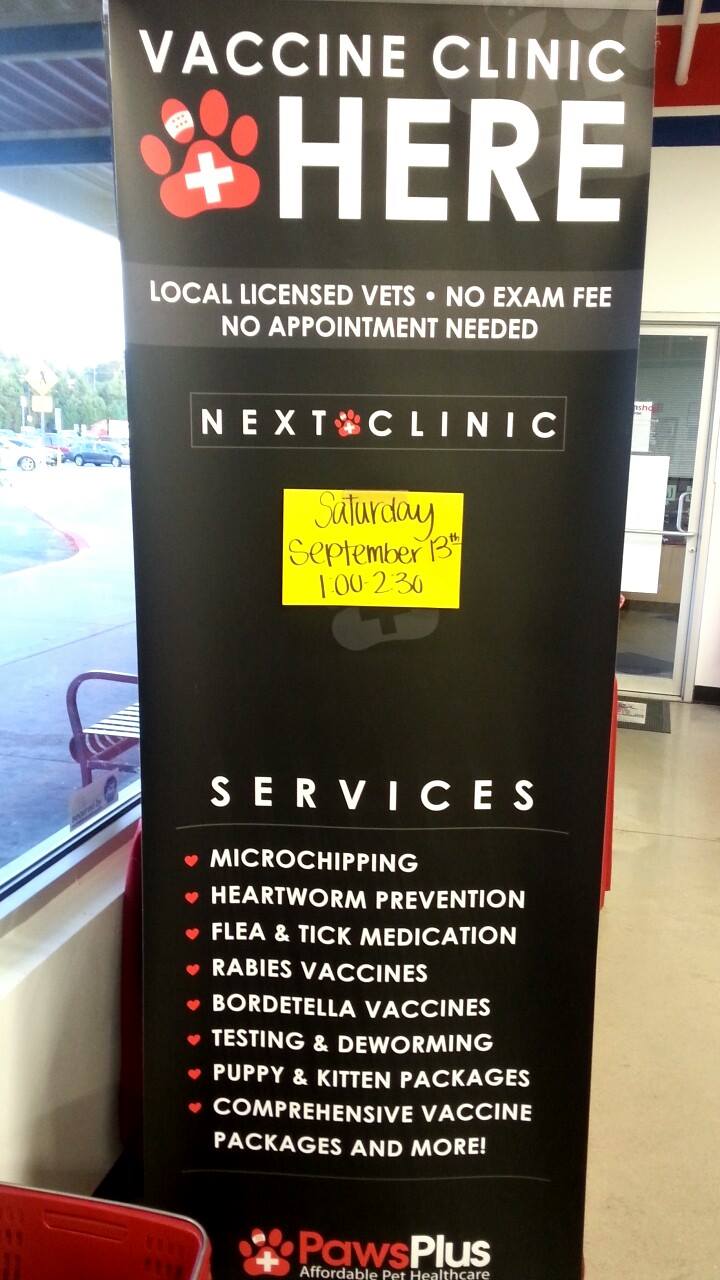 VACCINE CLINIC
HERE
LOCAL LICENSED VETS • NO EXAM FEE
NO APPOINTMENT NEEDED
NEXT CLINIC
Saturday
September 13th
1:00-2:30
SERVICES
MICROCHIPPING
HEARTWORM PREVENTION
FLEA & TICK MEDICATION
RABIES VACCINES
BORDETELLA VACCINES
TESTING & DEWORMING
PUPPY & KITTEN PACKAGES
COMPREHENSIVE VACCINE
PACKAGES AND MORE!
PawsPlus
Affordable Pet Healthcare